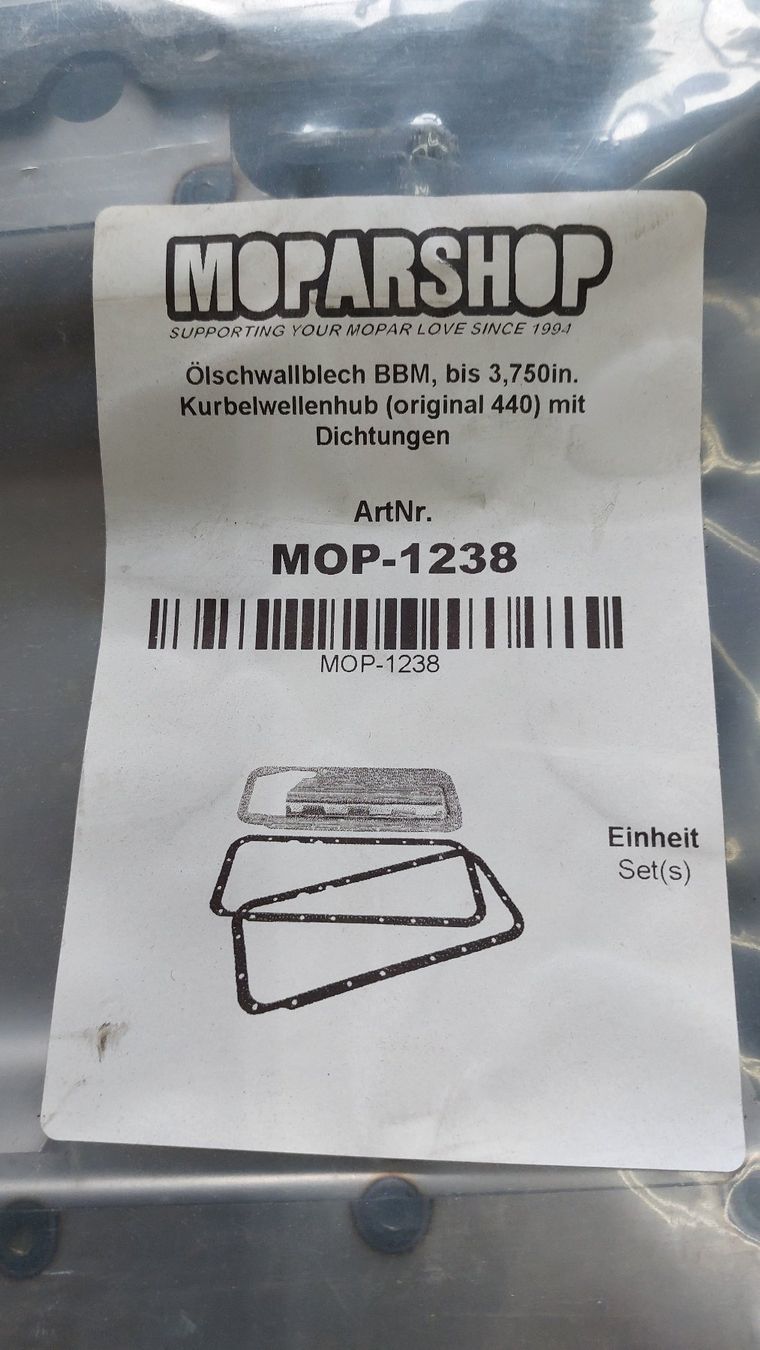 MOPARSHOP
SUPPORTING YOUR MOPAR LOVE SINCE 1994
Ölschwallblech BBM, bis 3,750in.
Kurbelwellenhub (original 440) mit
Dichtungen
ArtNr.
MOP-1238
MOP-1238
Einheit
Set(s)